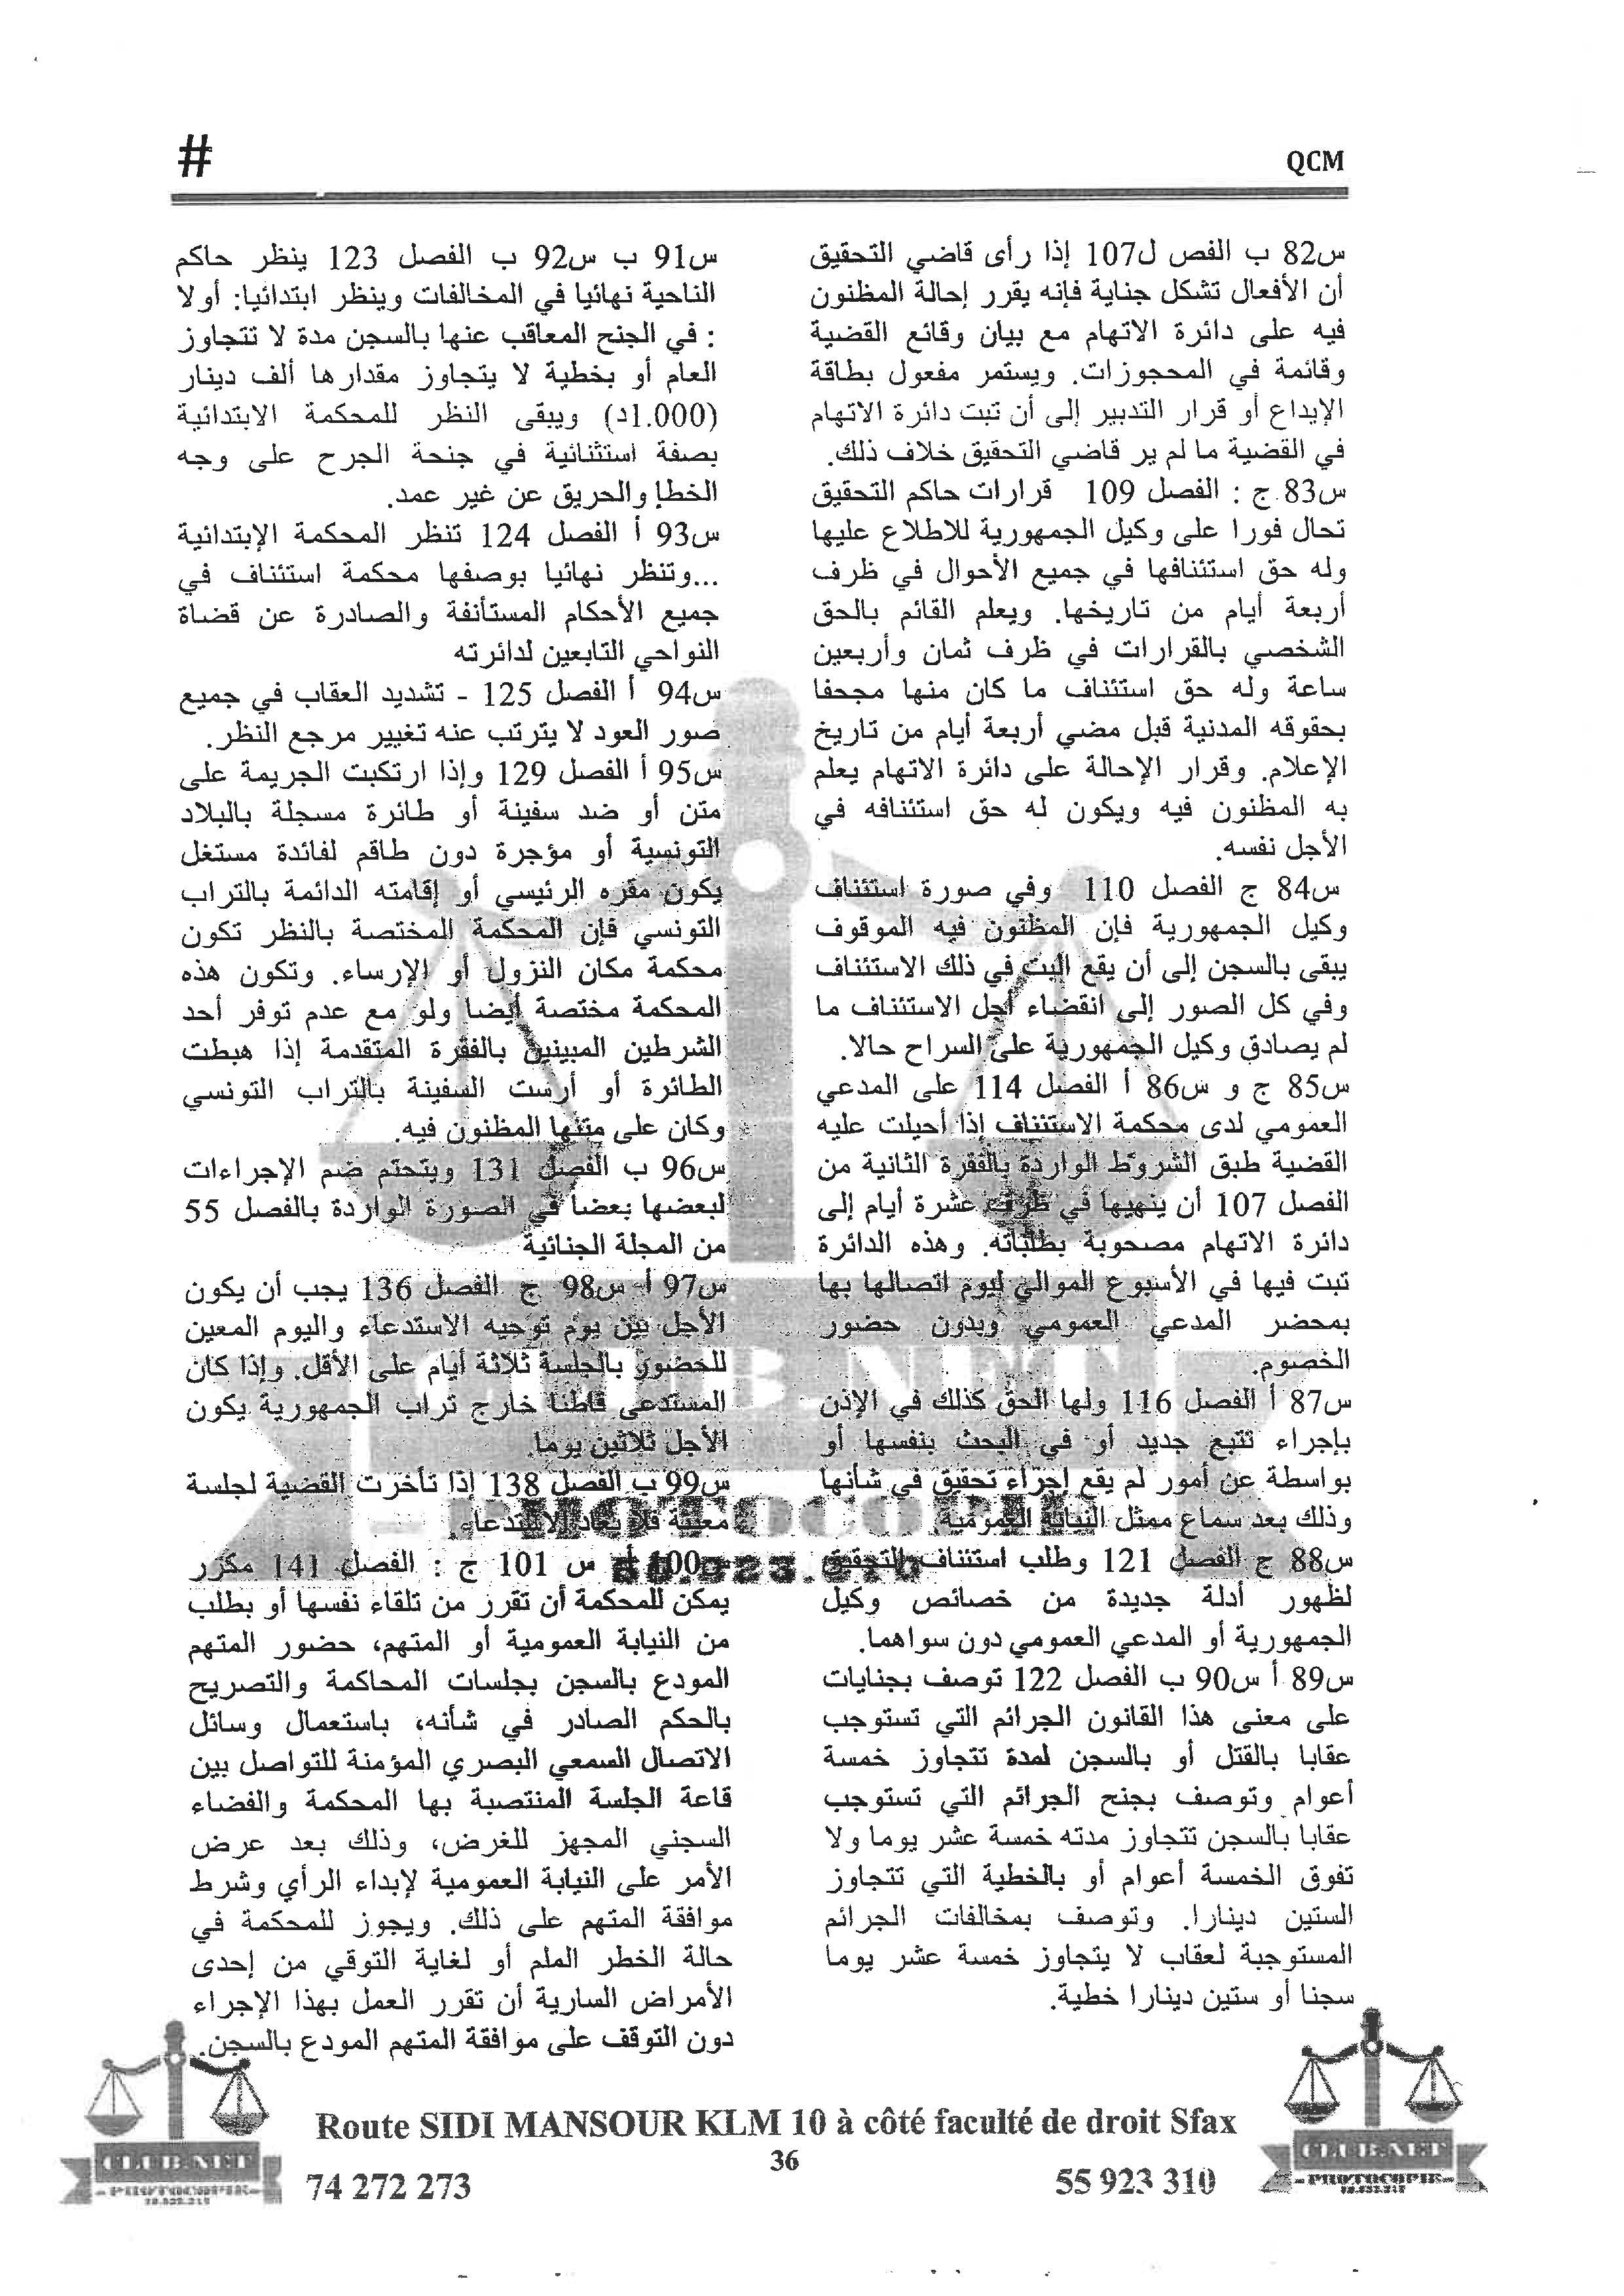 #
QCM
س82 ب الفص ل107 إذا رأى قاضي التحقيق
أن الأفعال تشكل جناية فإنه يقرر إحالة المظنون
فيه على دائرة الاتهام مع بيان وقائع القضية
وقائمة في المحجوزات. ويستمر مفعول بطاقة
الإيداع أو قرار التدبير إلى أن تبت دائرة الاتهام
في القضية ما لم ير قاضي التحقيق خلاف ذلك.
س83.ج : الفصل 109 قرارات حاكم التحقيق
تحال فورا على وكيل الجمهورية للاطلاع عليها
وله حق استئنافها في جميع الأحوال في ظرف
أربعة أيام من تاريخها. ويعلم القائم بالحق
الشخصي بالقرارات في ظرف ثمان وأربعين
ساعة وله حق استئناف ما كان منها مجحفا
بحقوقه المدنية قبل مضي أربعة أيام من تاريخ
الإعلام. وقرار الإحالة على دائرة الاتهام يعلم
به المظنون فيه ويكون له حق استئنافه في
الأجل نفسه.
س84 ج الفصل 110 وفي صورة استئناف
وكيل الجمهورية فإن المظنون فيه الموقوف
يبقى بالسجن إلى أن يقع البت في ذلك الاستئناف
وفي كل الصور إلى انقضاء أجل الاستئناف ما
لم يصادق وكيل الجمهورية على السراح حالا.
س85 ج و س86 أ الفصل 114 على المدعي
العمومي لدى محكمة الاستئناف إذا أحيلت عليه
القضية طبق الشروط الواردة بالفقرة الثانية من
الفصل 107 أن ينهيها في ظرف عشرة أيام إلى
دائرة الاتهام مصحوبة بطلباته. وهذه الدائرة
تبت فيها في الأسبوع الموالي ليوم اتصالها بها
بمحضر المدعي العمومي وبدون حضور
الخصوم.
س87 أ الفصل 116 ولها الحق كذلك في الإذن
بإجراء تتبع جديد أو في البحث بنفسها أو
بواسطة عن أمور لم يقع إجراء تحقيق في شأنها
وذلك بعد سماع ممثل النيابة العمومية
س88 ج الفصل 121 وطلب استئناف التحقيق
لظهور أدلة جديدة من خصائص وكيل
الجمهورية أو المدعي العمومي دون سواهما.
س89 أ س90 ب الفصل 122 توصف بجنايات
على معنى هذا القانون الجرائم التي تستوجب
عقابا بالقتل أو بالسجن لمدة تتجاوز خمسة
أعوام وتوصف بجنح الجرائم التي تستوجب
عقابا بالسجن تتجاوز مدته خمسة عشر يوما ولا
تفوق الخمسة أعوام أو بالخطية التي تتجاوز
الستين دينارا. وتوصف بمخالفات الجرائم
المستوجبة لعقاب لا يتجاوز خمسة عشر يوما
سجنا أو ستين دينارا خطية.
س91 ب س92 ب الفصل 123 ينظر حاكم
الناحية نهائيا في المخالفات وينظر ابتدائيا: أولا
: في الجنح المعاقب عنها بالسجن مدة لا تتجاوز
العام أو بخطية لا يتجاوز مقدارها ألف دينار
(1.000د) ويبقى النظر للمحكمة الابتدائية
بصفة استثنائية في جنحة الجرح على وجه
الخطإ والحريق عن غير عمد.
س93 أ الفصل 124 تنظر المحكمة الإبتدائية
...وتنظر نهائيا بوصفها محكمة استئناف في
جميع الأحكام المستأنفة والصادرة عن قضاة
النواحي التابعين لدائرته
س94 أ الفصل 125 - تشديد العقاب في جميع
صور العود لا يترتب عنه تغيير مرجع النظر.
س95 أ الفصل 129 وإذا ارتكبت الجريمة على
متن أو ضد سفينة أو طائرة مسجلة بالبلاد
التونسية أو مؤجرة دون طاقم لفائدة مستغل
يكون مقره الرئيسي أو إقامته الدائمة بالتراب
التونسي فإن المحكمة المختصة بالنظر تكون
محكمة مكان النزول أو الإرساء. وتكون هذه
المحكمة مختصة أيضا ولو مع عدم توفر أحد
الشرطين المبينين بالفقرة المتقدمة إذا هبطت
الطائرة أو أرست السفينة بالتراب التونسي
وكان على متنها المظنون فيه.
س96 ب الفصل 131 ويتحتم ضم الإجراءات
لبعضها بعضا في الصورة الواردة بالفصل 55
من المجلة الجنائية
س97 أ س98 ج الفصل 136 يجب أن يكون
الأجل بين يوم توجيه الاستدعاء واليوم المعين
للحضور بالجلسة ثلاثة أيام على الأقل. وإذا كان
المستدعى قاطنا خارج تراب الجمهورية يكون
الأجل ثلاثين يوما.
س99 ب الفصل 138 إذا تأخرت القضية لجلسة
معينة فلا يعاد الاستدعاء.
س100 أ س 101 ج : الفصل 141 مكرر
يمكن للمحكمة أن تقرر من تلقاء نفسها أو بطلب
من النيابة العمومية أو المتهم، حضور المتهم
المودع بالسجن بجلسات المحاكمة والتصريح
بالحكم الصادر في شأنه، باستعمال وسائل
الاتصال السمعي البصري المؤمنة للتواصل بين
قاعة الجلسة المنتصبة بها المحكمة والفضاء
السجني المجهز للغرض، وذلك بعد عرض
الأمر على النيابة العمومية لإبداء الرأي وشرط
موافقة المتهم على ذلك. ويجوز للمحكمة في
حالة الخطر الملم أو لغاية التوقي من إحدى
الأمراض السارية أن تقرر العمل بهذا الإجراء
دون التوقف على موافقة المتهم المودع بالسجن.
Route SIDI MANSOUR KLM 10 à côté faculté de droit Sfax
36
74 272 273
55 923 310
CLUB.NET
- PHOTOCOPIE -
CLUB.NET
- PHOTOCOPIE -